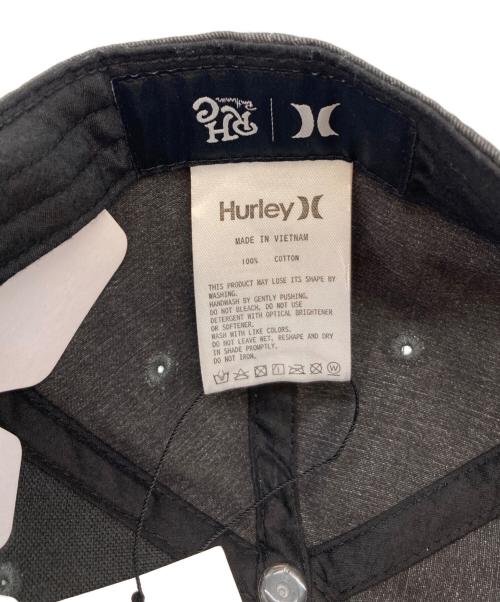 RHC
Ron Herman
Hurley
MADE IN VIETNAM
100% COTTON
THIS PRODUCT MAY LOSE ITS SHAPE BY
WASHING.
HANDWASH BY GENTLY PUSHING.
DO NOT BLEACH, DO NOT USE
DETERGENT WITH OPTICAL BRIGHTENER
OR SOFTENER.
WASH WITH LIKE COLORS.
DO NOT LEAVE WET, RESHAPE AND DRY
IN SHADE PROMPTLY.
DO NOT IRON.
W